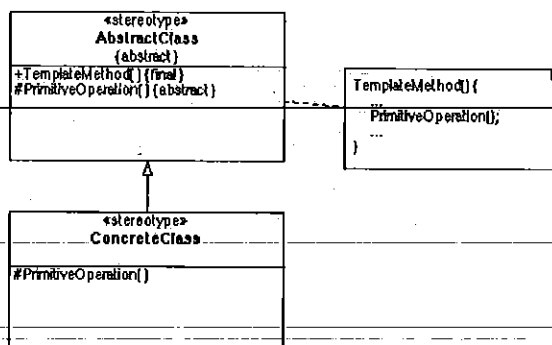 «stereotype»
AbstractClass
{abstract}
+TemplateMethod(){final}
#PrimitiveOperation(){abstract}
TemplateMethod(){
...
PrimitiveOperation();
...
}
«stereotype»
ConcreteClass
#PrimitiveOperation()